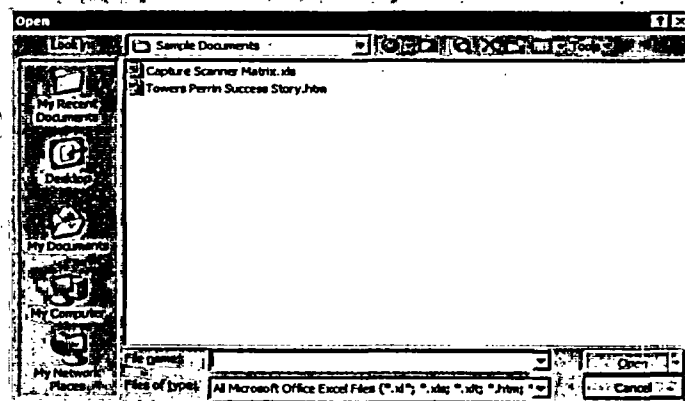 Open
Look in:
Sample Documents
Tools
Capture Scanner Matrix.xls
Towers Perrin Success Story.htm
My Recent
Documents
Desktop
My Documents
My Computer
My Network
Places
File name:
Open
Files of type:
All Microsoft Office Excel Files (*.xl*; *.xls; *.xlt; *.htm; *
Cancel